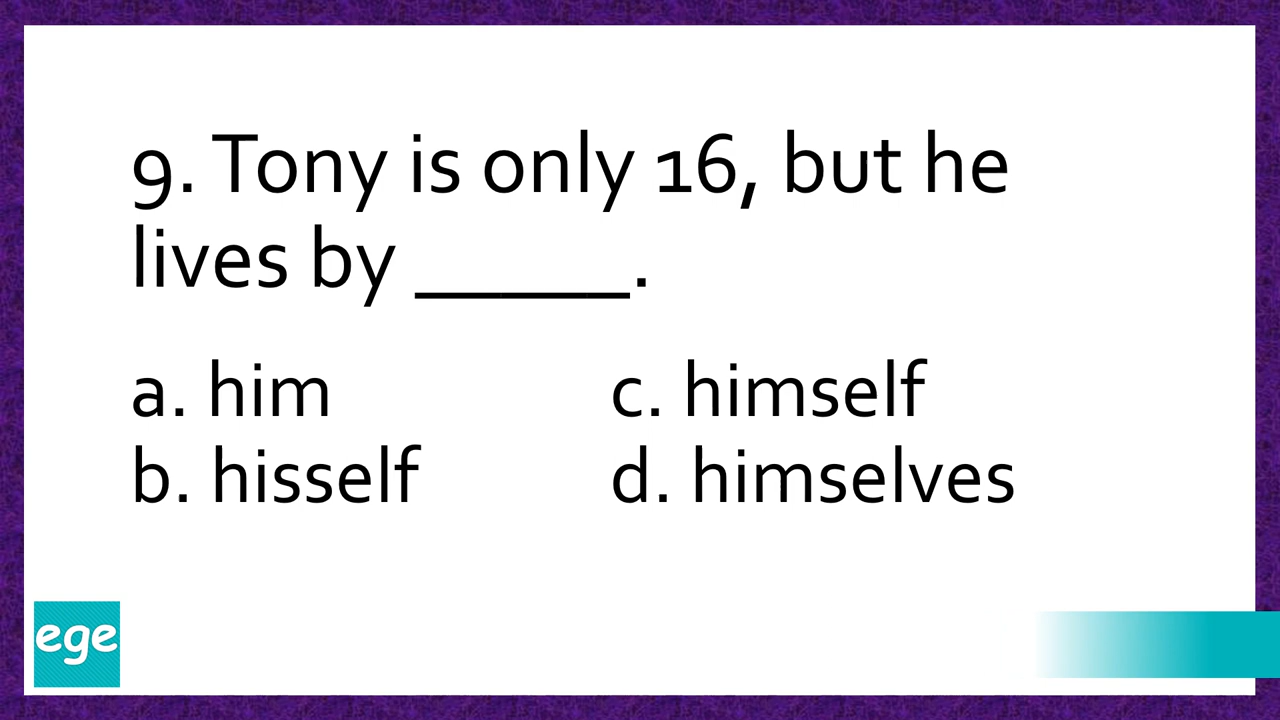 9. Tony is only 16, but he
lives by _____.
a. him
c. himself
b. hisself
d. himselves
ege